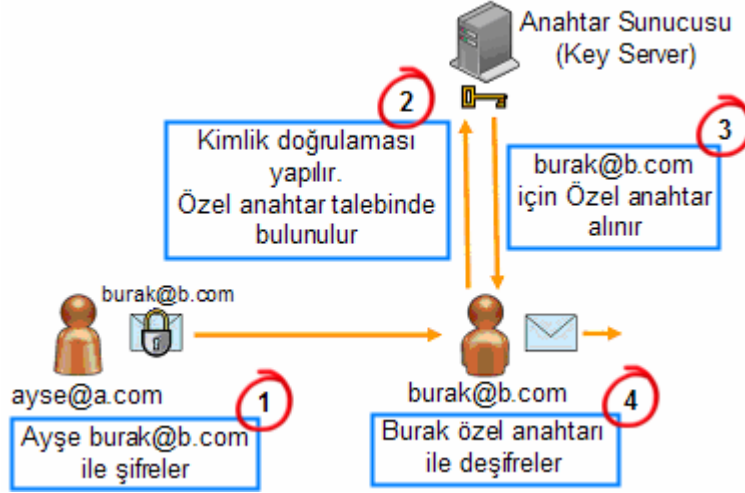 Anahtar Sunucusu
(Key Server)
2
Kimlik doğrulaması
yapılır.
Özel anahtar talebinde
bulunulur
3
burak@b.com
için Özel anahtar
alınır
burak@b.com
ayse@a.com
1
Ayşe burak@b.com
ile şifreler
burak@b.com
4
Burak özel anahtarı
ile deşifreler